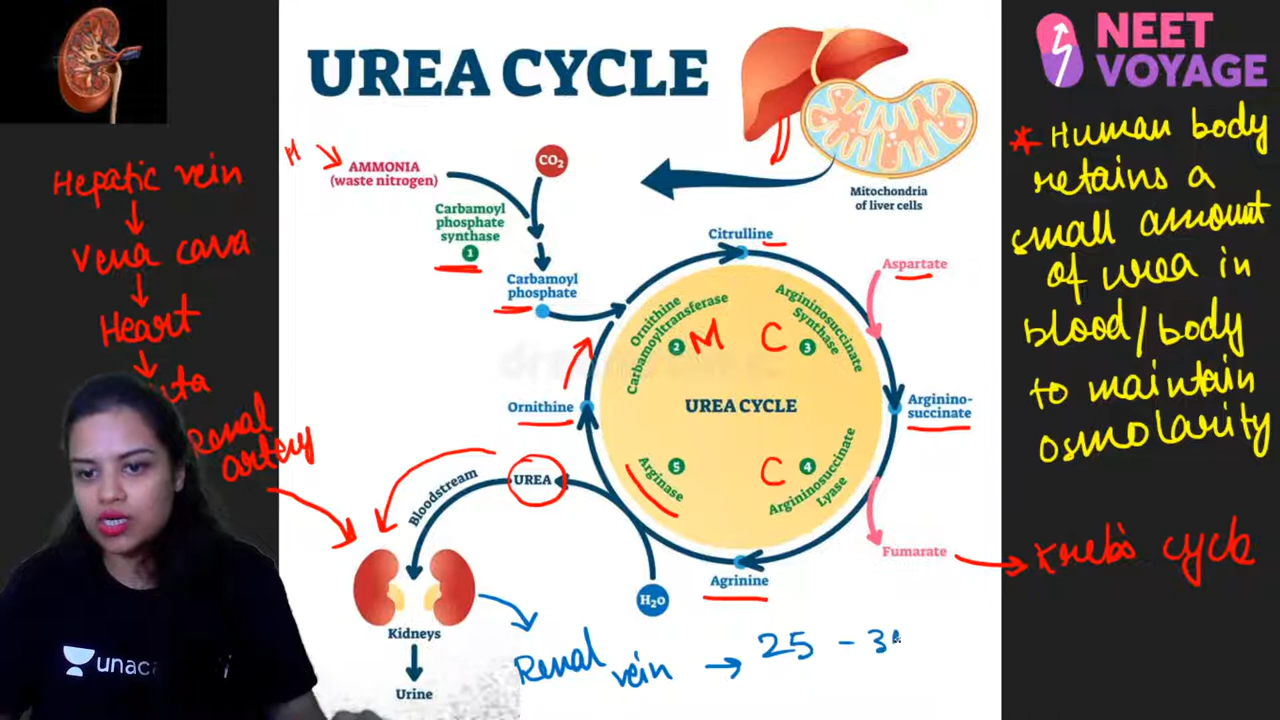 UREA CYCLE
NEET
VOYAGE
Hepatic vein
Vena cava
Heart
Renal
artery
M
AMMONIA
(waste nitrogen)
CO2
Carbamoyl
phosphate
synthase
1
Carbamoyl
phosphate
Mitochondria
of liver cells
Citrulline
Aspartate
Ornithine
Carbamoyltransferase
2
M
C
3
Argininosuccinate
Synthase
Ornithine
UREA CYCLE
Arginino-
succinate
Arginase
5
C
4
Argininosuccinate
Lyase
UREA
Bloodstream
Fumarate
Agrinine
H2O
Kidneys
Urine
* Human body
retains a
small amount
of urea in
blood/body
to maintain
osmolarity
Kreb's cycle
Renal
vein
25 - 3
unaca